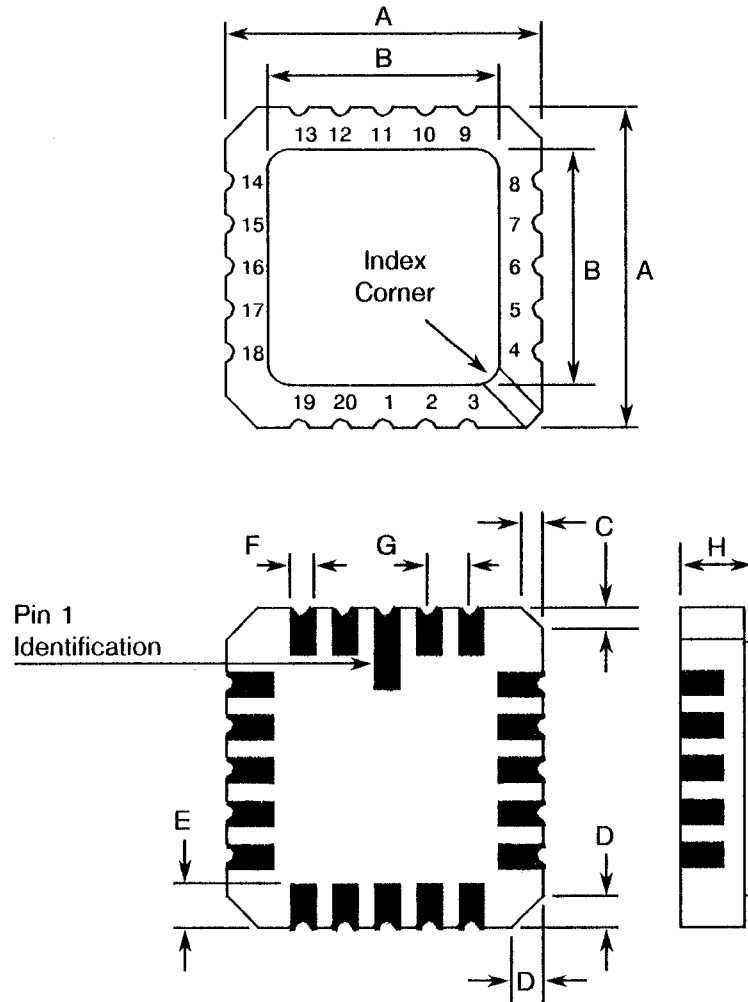 A
B
13 12 11 10 9
14 8
15 7
16 6
17 5
18 4
Index
Corner
B A
19 20 1 2 3
F G C H
Pin 1
Identification
E D
D